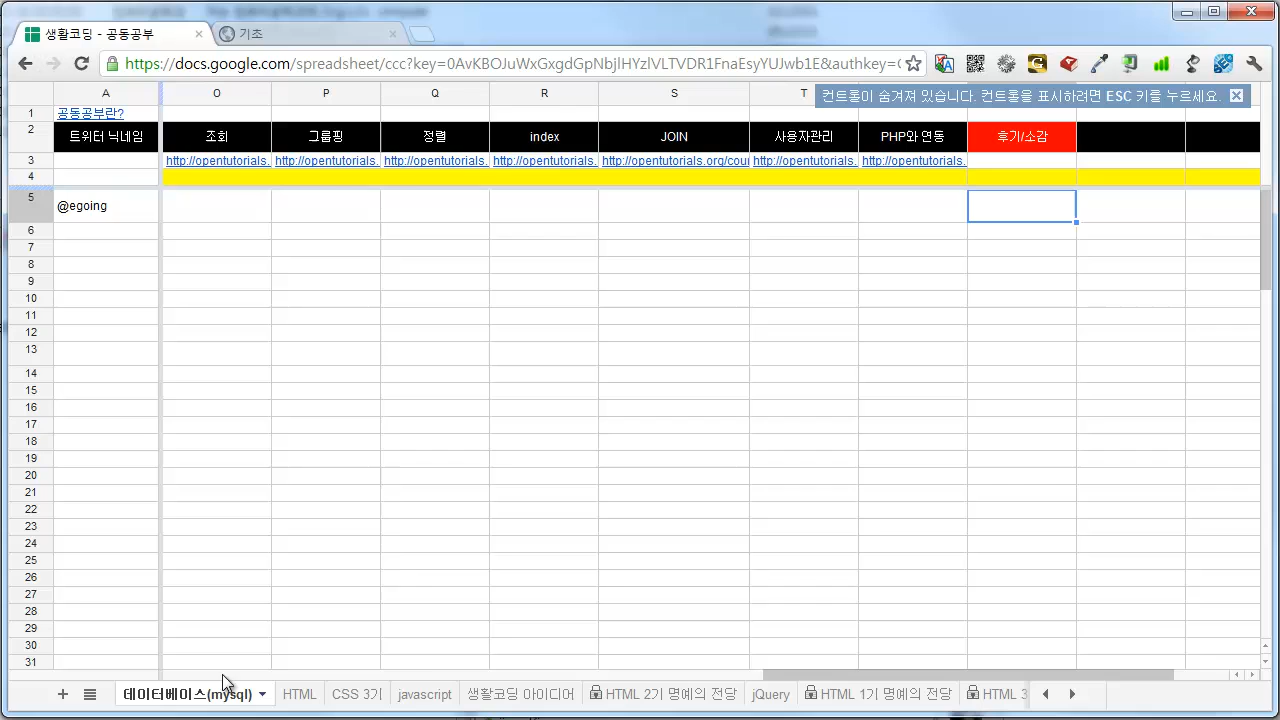 생활코딩 - 공동공부
기초
https://docs.google.com/spreadsheet/ccc?key=0AvKBOJuWxGxgdGpNbjlHYzlVLTVDR1FnaEsyYUJwb1E&authkey=
컨트롤이 숨겨져 있습니다. 컨트롤을 표시하려면 ESC 키를 누르세요.
A O P Q R S T
1 공동공부란?
2 트위터 닉네임 조회 그룹핑 정렬 index JOIN 사용자관리 PHP와 연동 후기/소감
3 http://opentutorials. http://opentutorials. http://opentutorials. http://opentutorials. http://opentutorials.org/cou http://opentutorials. http://opentutorials.
4
5 @egoing
6
7
8
9
10
11
12
13
14
15
16
17
18
19
20
21
22
23
24
25
26
27
28
29
30
31
데이터베이스(mysql) HTML CSS 3기 javascript 생활코딩 아이디어 HTML 2기 명예의 전당 jQuery HTML 1기 명예의 전당 HTML 3